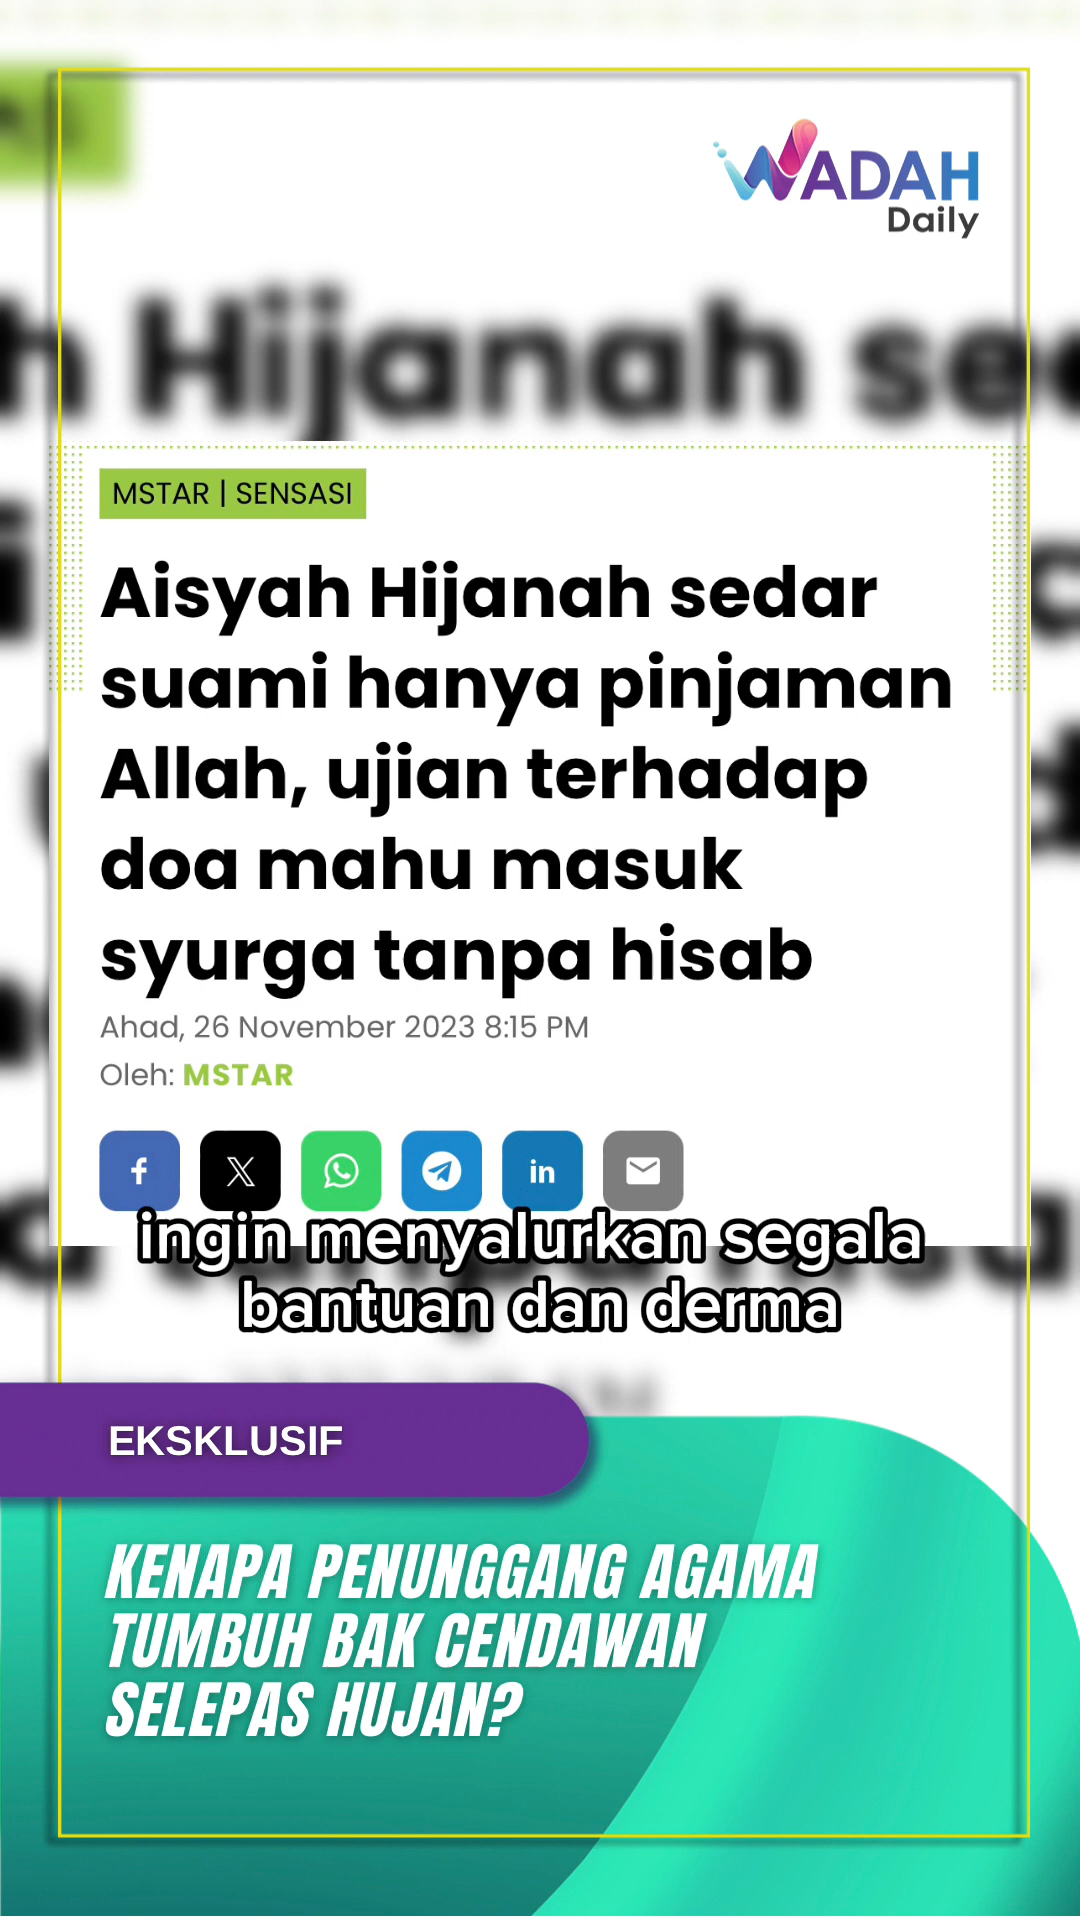 WADAH
Daily
Hijanah
MSTAR | SENSASI
Aisyah Hijanah sedar
suami hanya pinjaman
Allah, ujian terhadap
doa mahu masuk
syurga tanpa hisab
Ahad, 26 November 2023 8:15 PM
Oleh: MSTAR
ingin menyalurkan segala
bantuan dan derma
EKSKLUSIF
KENAPA PENUNGGANG AGAMA
TUMBUH BAK CENDAWAN
SELEPAS HUJAN?